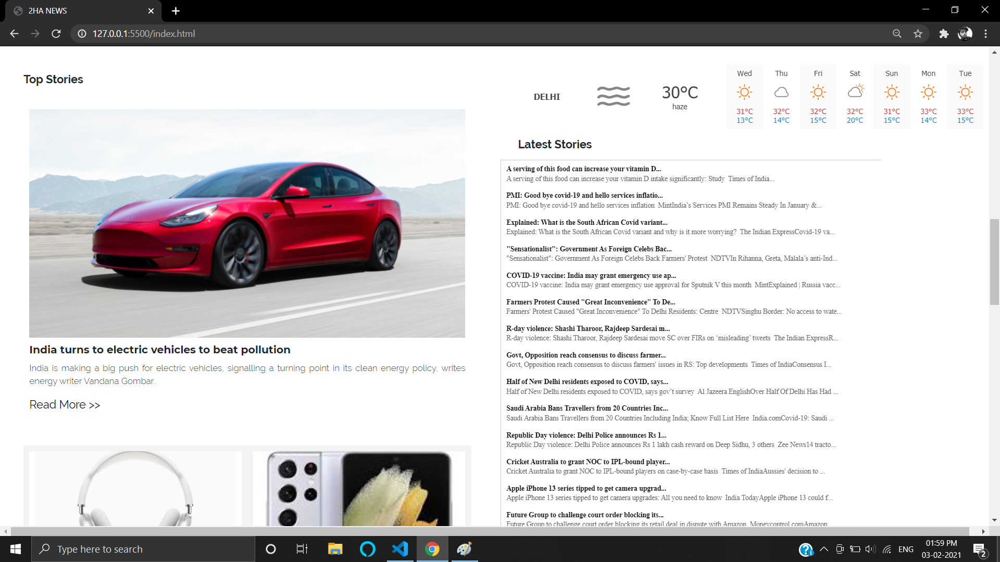 2HA NEWS
127.0.0.1:5500/index.html
Top Stories
DELHI
30°C
haze
Wed Thu Fri Sat Sun Mon Tue
31°C 32°C 32°C 32°C 31°C 33°C 33°C
13°C 14°C 15°C 20°C 15°C 14°C 15°C
India turns to electric vehicles to beat pollution
India is making a big push for electric vehicles, signalling a turning point in its clean energy policy, writes
energy writer Vandana Gombar..
Read More >>
Latest Stories
A serving of this food can increase your vitamin D...
A serving of this food can increase your vitamin D intake significantly: Study  Times of India...
PMI: Good bye covid-19 and hello services inflatio...
PMI: Good bye covid-19 and hello services inflation  MintIndia’s Services PMI Remains Steady In January &...
Explained: What is the South African Covid variant...
Explained: What is the South African Covid variant and why is it more worrying?  The Indian ExpressCovid-19 va...
"Sensationalist": Government As Foreign Celebs Bac...
"Sensationalist": Government As Foreign Celebs Back Farmers' Protest  NDTVIn Rihanna, Greta, Malala’s anti-Ind...
COVID-19 vaccine: India may grant emergency use ap...
COVID-19 vaccine: India may grant emergency use approval for Sputnik V this month  MintExplained | Russia vacc...
Farmers Protest Caused "Great Inconvenience" To De...
Farmers' Protest Caused "Great Inconvenience" To Delhi Residents: Centre  NDTVSinghu Border: No access to wate...
R-day violence: Shashi Tharoor, Rajdeep Sardesai m...
R-day violence: Shashi Tharoor, Rajdeep Sardesai move SC over FIRs on ‘misleading’ tweets  The Indian ExpressR...
Govt, Opposition reach consensus to discuss farmer...
Govt, Opposition reach consensus to discuss farmers' issues in RS: Top developments  Times of IndiaConsensus I...
Half of New Delhi residents exposed to COVID, says...
Half of New Delhi residents exposed to COVID, says gov’t survey  Al Jazeera EnglishOver Half Of Delhi Has Had ...
Saudi Arabia Bans Travellers from 20 Countries Inc...
Saudi Arabia Bans Travellers from 20 Countries Including India; Know Full List Here  India.comCovid-19: Saudi ...
Republic Day violence: Delhi Police announces Rs 1...
Republic Day violence: Delhi Police announces Rs 1 lakh cash reward on Deep Sidhu, 3 others  Zee News14 tracto...
Cricket Australia to grant NOC to IPL-bound player...
Cricket Australia to grant NOC to IPL-bound players on case-by-case basis  Times of IndiaAussies' decision to ...
Apple iPhone 13 series tipped to get camera upgrad...
Apple iPhone 13 series tipped to get camera upgrades: All you need to know  India TodayApple iPhone 13 could f...
Future Group to challenge court order blocking its...
Future Group to challenge court order blocking its retail deal in dispute with Amazon  Moneycontrol.comAmazon
Type here to search
ENG
01:59 PM
03-02-2021
2